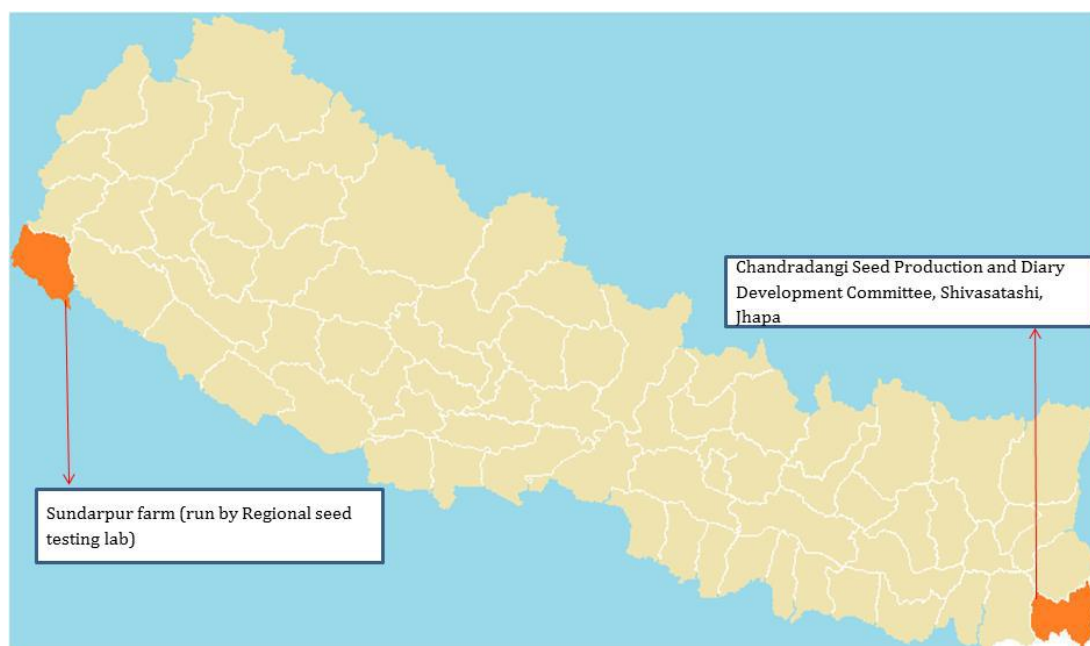 Chandradangi Seed Production and Diary
Development Committee, Shivasatashi,
Jhapa
Sundarpur farm (run by Regional seed
testing lab)